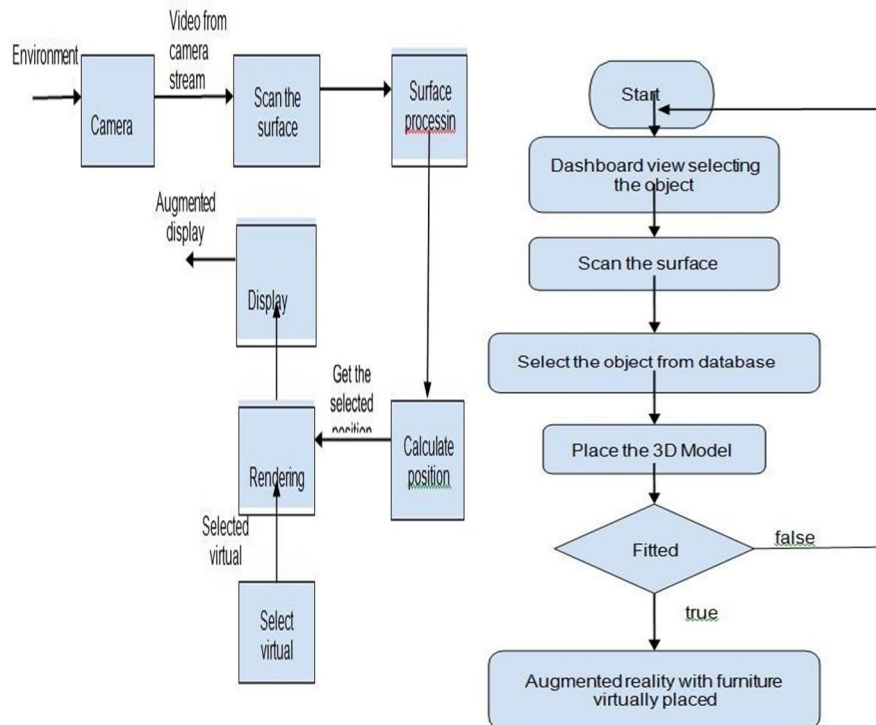 Environment
Video from
camera
stream
Camera
Scan the
surface
Surface
processin
Augmented
display
Display
Get the
selected
position
Calculate
position
Rendering
Selected
virtual
Select
virtual
Start
Dashboard view selecting
the object
Scan the surface
Select the object from database
Place the 3D Model
Fitted
false
true
Augmented reality with furniture
virtually placed